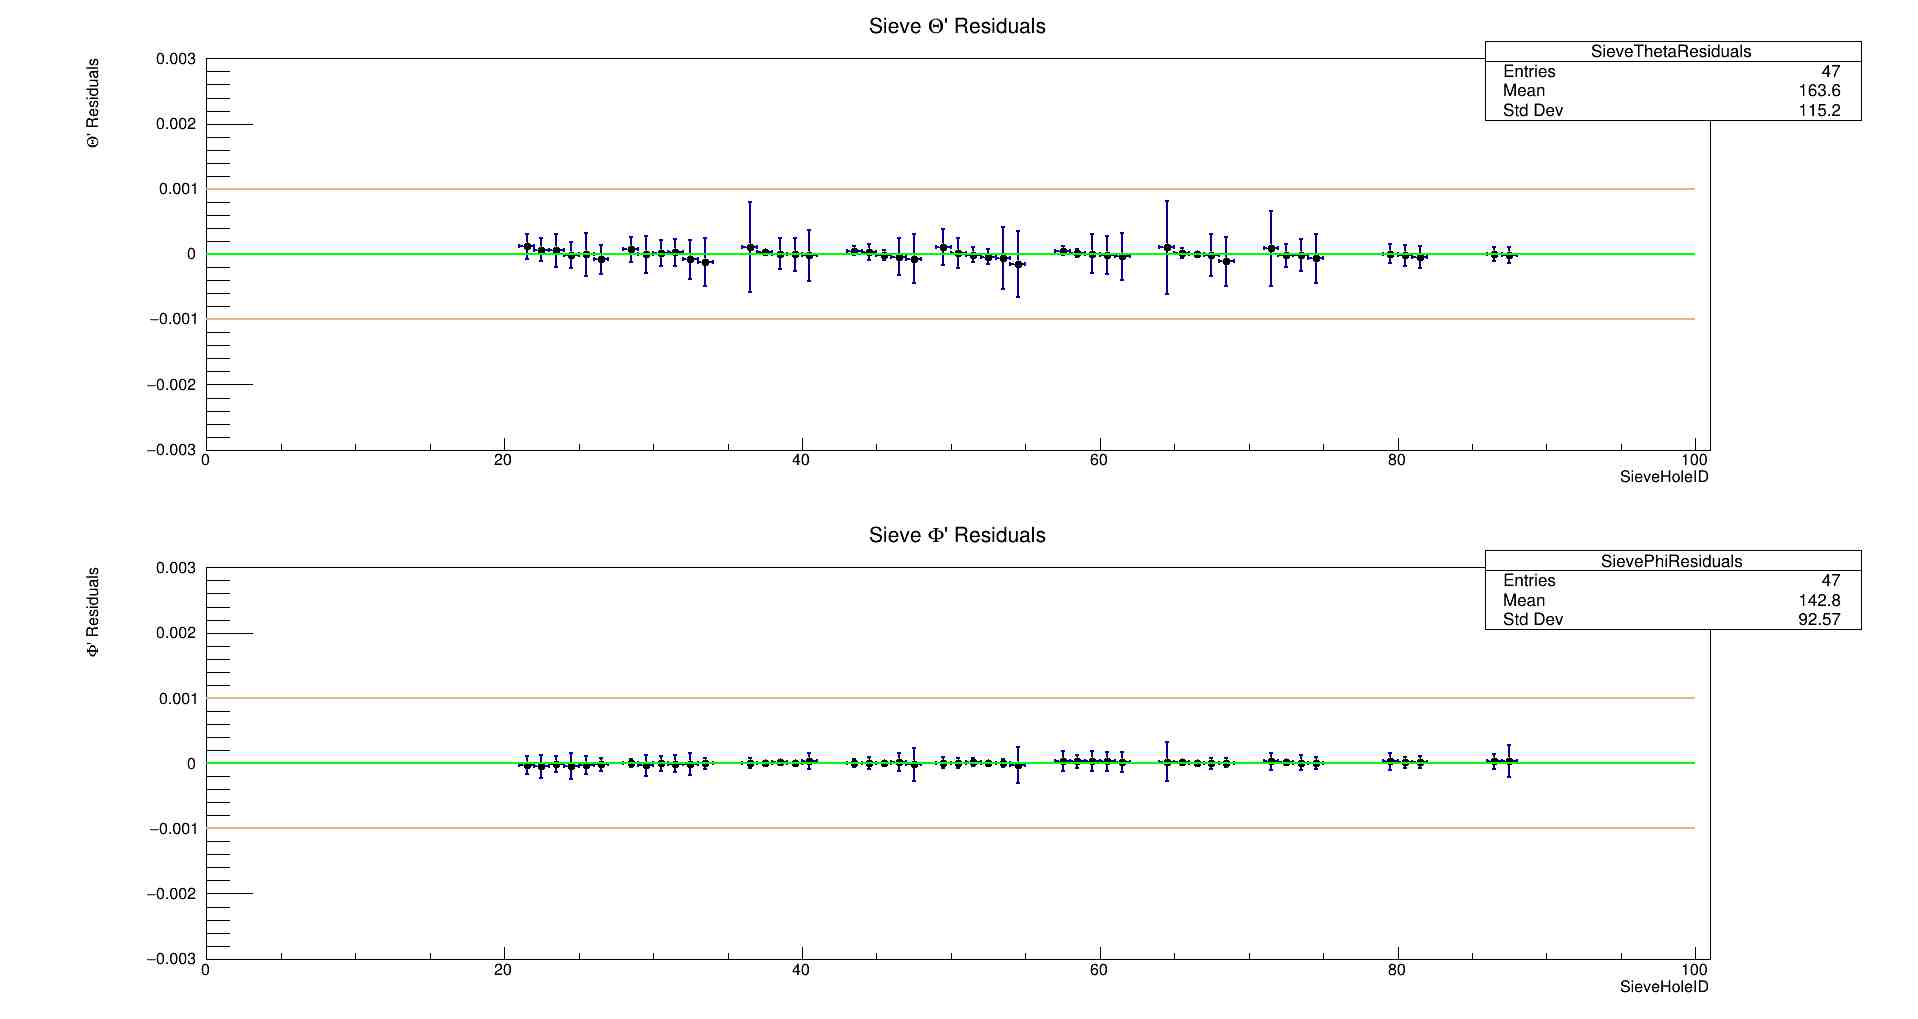 Sieve Θ' Residuals
SieveThetaResiduals
Entries 47
Mean 163.6
Std Dev 115.2
Θ' Residuals
0.003
0.002
0.001
0
−0.001
−0.002
−0.003
0 20 40 60 80 100
SieveHoleID
Sieve Φ' Residuals
SievePhiResiduals
Entries 47
Mean 142.8
Std Dev 92.57
Φ' Residuals
0.003
0.002
0.001
0
−0.001
−0.002
−0.003
0 20 40 60 80 100
SieveHoleID